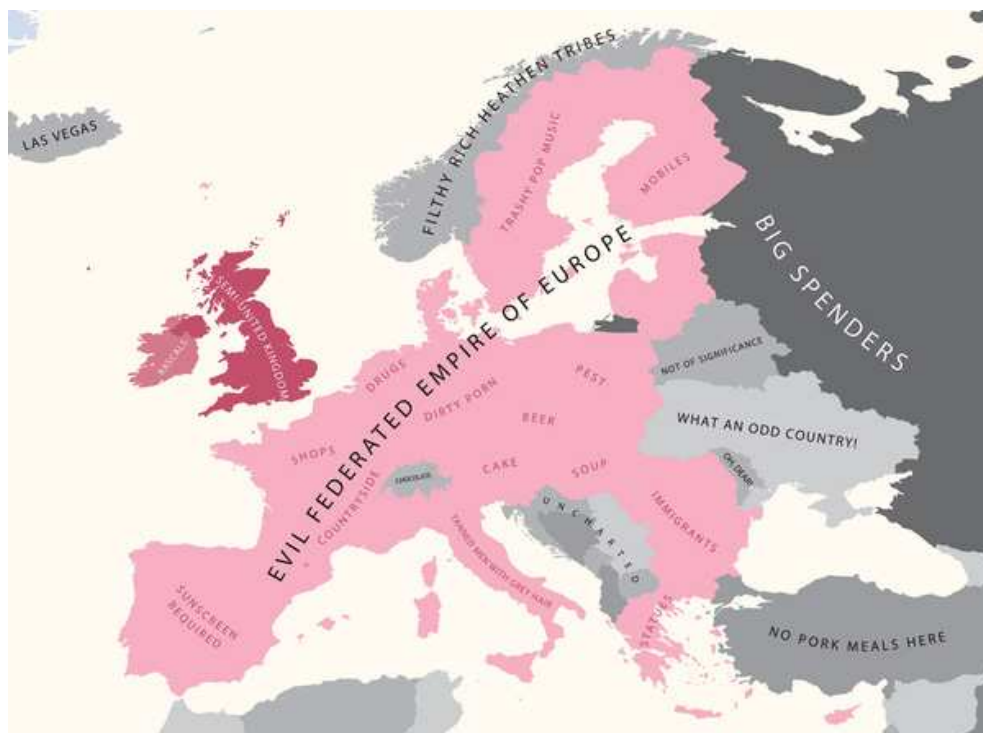 LAS VEGAS
FILTHY RICH HEATHEN TRIBES
TRASHY POP MUSIC
MOBILES
BIG SPENDERS
SEMI-UNITED KINGDOM
RASCALS
EVIL FEDERATED EMPIRE OF EUROPE
NOT OF SIGNIFICANCE
DRUGS
DIRTY PORN
PEST
BEER
WHAT AN ODD COUNTRY!
SHOPS
CAKE
SOUP
OH, DEAR!
CHOCOLATE
COUNTRYSIDE
IMMIGRANTS
UNCHARTED
TANNED MEN WITH GREY HAIR
SUNSCREEN
REQUIRED
STATUES
NO PORK MEALS HERE